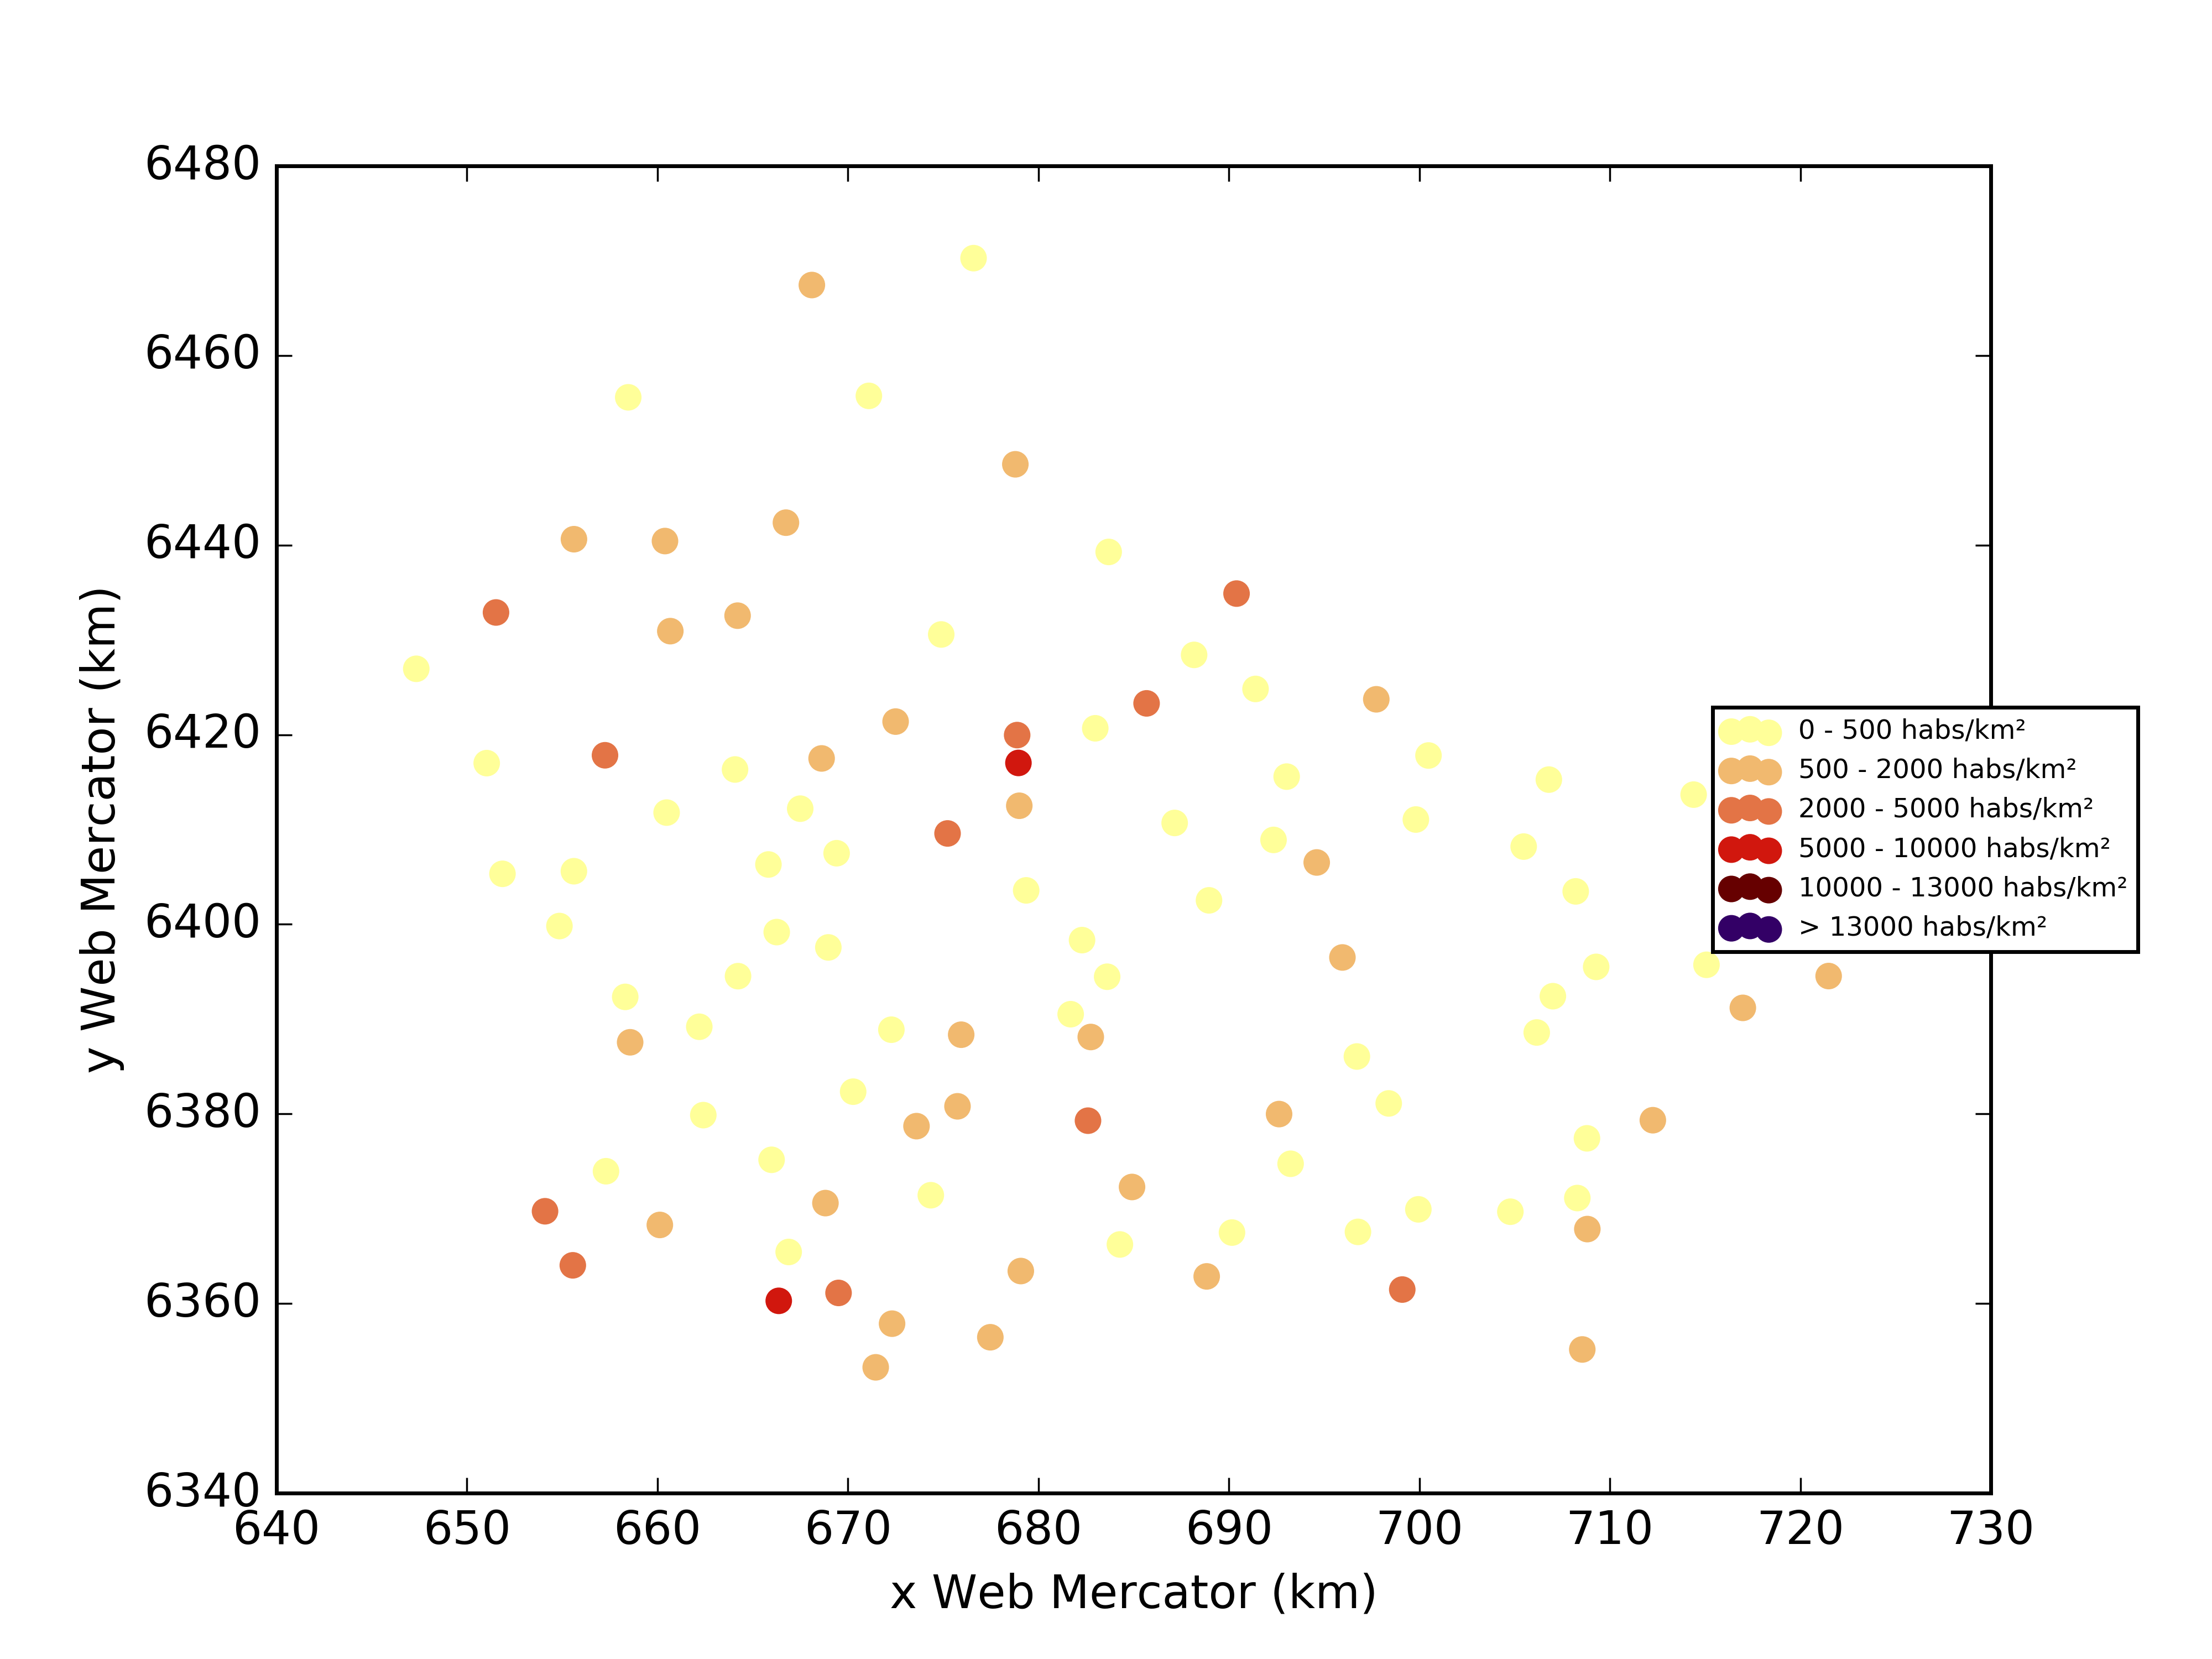 6480
6460
6440
6420
6400
6380
6360
6340
y Web Mercator (km)
0 - 500 habs/km²
500 - 2000 habs/km²
2000 - 5000 habs/km²
5000 - 10000 habs/km²
10000 - 13000 habs/km²
> 13000 habs/km²
640 650 660 670 680 690 700 710 720 730
x Web Mercator (km)